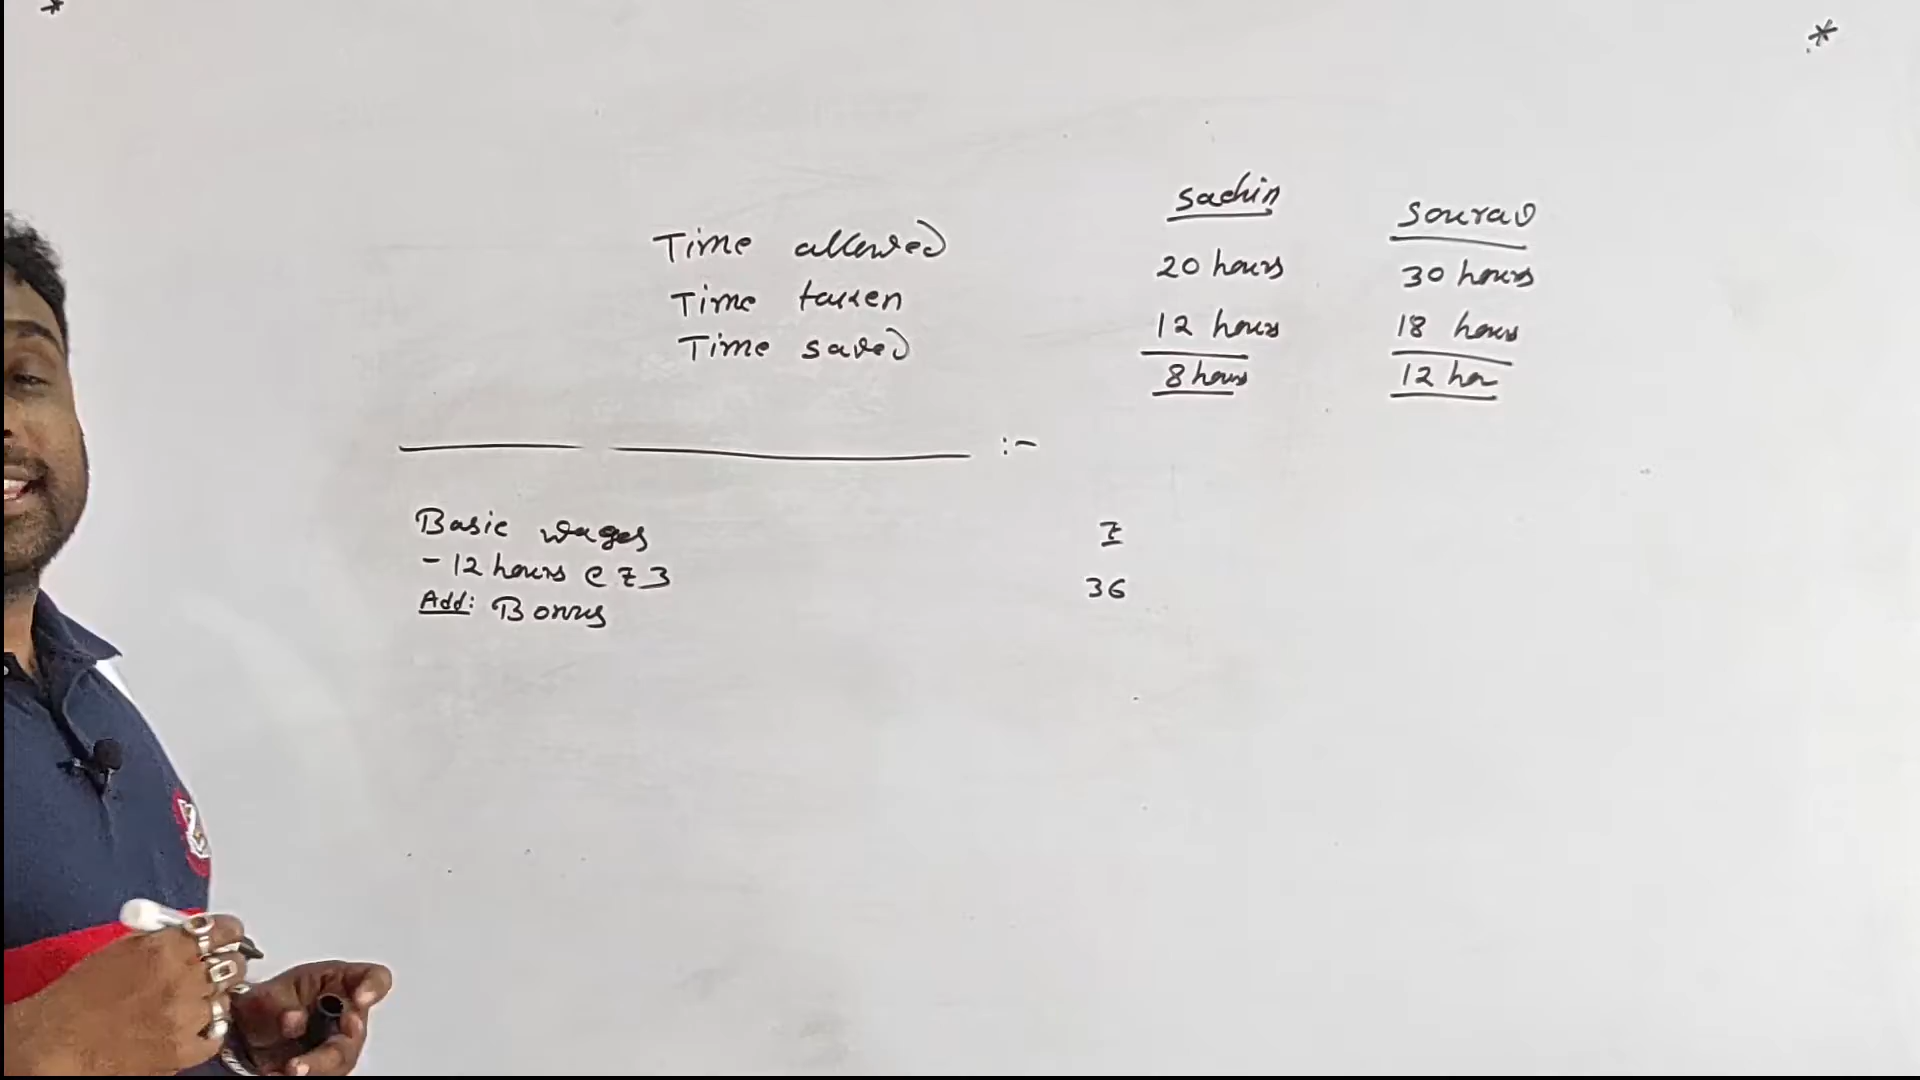 Sachin Sourav
Time allowed 20 hours 30 hours
Time taken 12 hours 18 hours
Time saved 8 hours 12 hou
:-
Basic wages ₹
- 12 hours @ ₹ 3 36
Add: Bonus